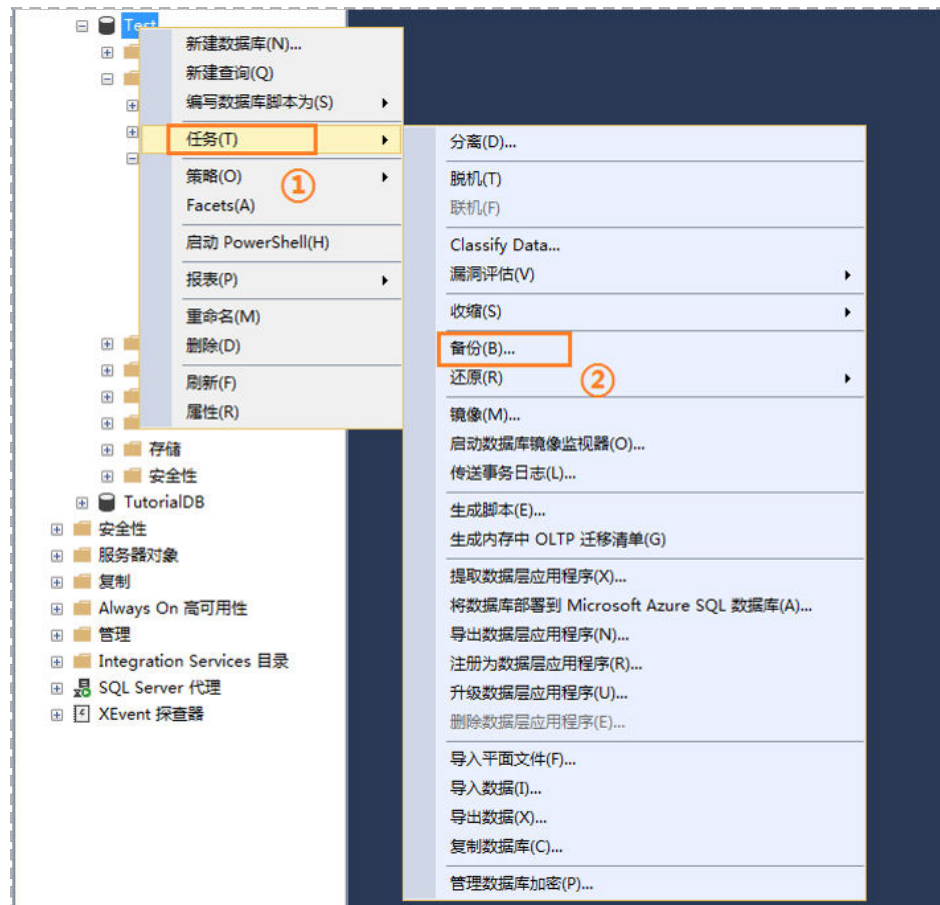 Test
新建数据库(N)...
新建查询(Q)
编写数据库脚本为(S)
任务(T)
策略(O)
①
Facets(A)
启动 PowerShell(H)
报表(P)
重命名(M)
删除(D)
刷新(F)
属性(R)
分离(D)...
脱机(T)
联机(F)
Classify Data...
漏洞评估(V)
收缩(S)
备份(B)...
还原(R)
②
镜像(M)...
启动数据库镜像监视器(O)...
传送事务日志(L)...
生成脚本(E)...
生成内存中 OLTP 迁移清单(G)
提取数据层应用程序(X)...
将数据库部署到 Microsoft Azure SQL 数据库(A)...
导出数据层应用程序(N)...
注册为数据层应用程序(R)...
升级数据层应用程序(U)...
删除数据层应用程序(E)...
导入平面文件(F)...
导入数据(I)...
导出数据(X)...
复制数据库(C)...
管理数据库加密(P)...
存储
安全性
TutorialDB
安全性
服务器对象
复制
Always On 高可用性
管理
Integration Services 目录
SQL Server 代理
XEvent 探查器